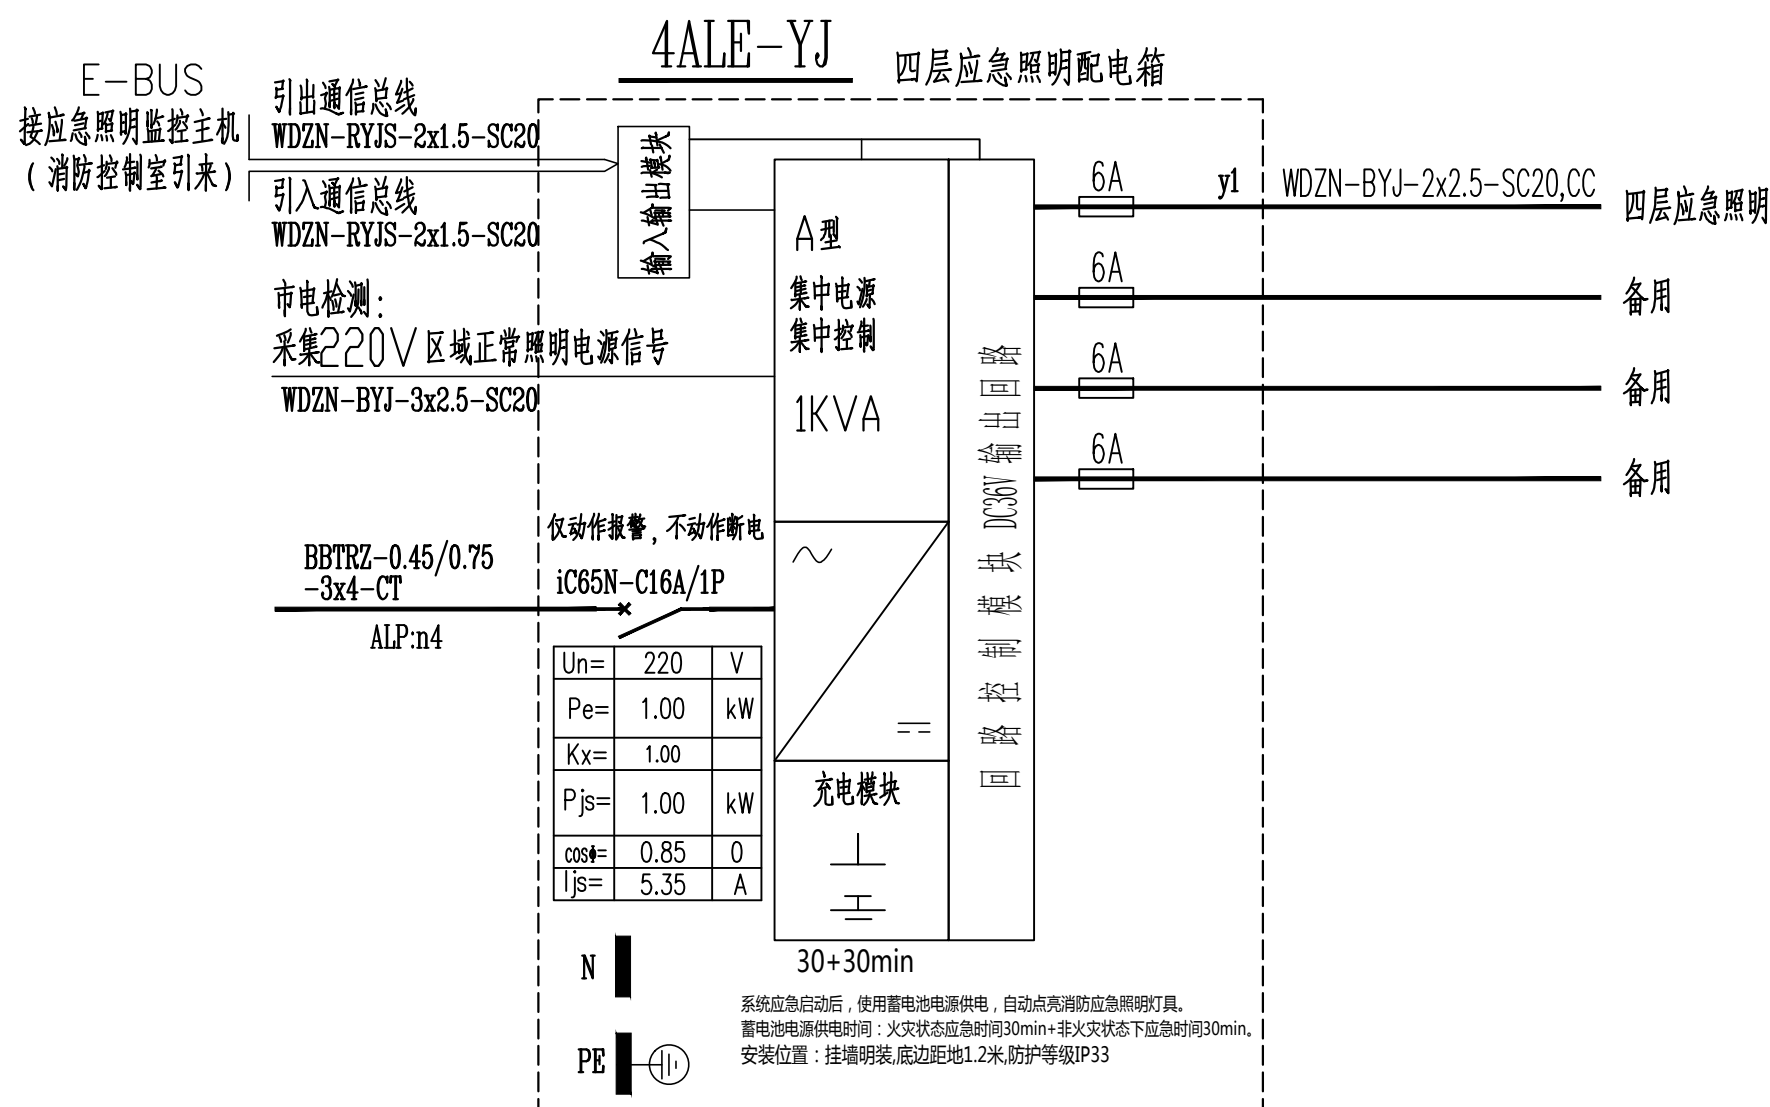 4ALE-YJ
四层应急照明配电箱
E-BUS
接应急照明监控主机
(消防控制室引来)
引出通信总线
WDZN-RYJS-2x1.5-SC20
引入通信总线
WDZN-RYJS-2x1.5-SC20
输入输出模块
市电检测:
采集220V区域正常照明电源信号
WDZN-BYJ-3x2.5-SC20
A型
集中电源
集中控制
1KVA
回路控制模块DC36V输出回路
6A
y1
WDZN-BYJ-2x2.5-SC20,CC
四层应急照明
6A
备用
6A
备用
6A
备用
仅动作报警,不动作断电
BBTRZ-0.45/0.75
-3x4-CT
iC65N-C16A/1P
ALP:n4
Un= 220 V
Pe= 1.00 kW
Kx= 1.00
Pjs= 1.00 kW
cosΦ= 0.85 0
Ijs= 5.35 A
充电模块
30+30min
N
PE
系统应急启动后，使用蓄电池电源供电，自动点亮消防应急照明灯具。
蓄电池电源供电时间：火灾状态应急时间30min+非火灾状态下应急时间30min。
安装位置：挂墙明装,底边距地1.2米,防护等级IP33